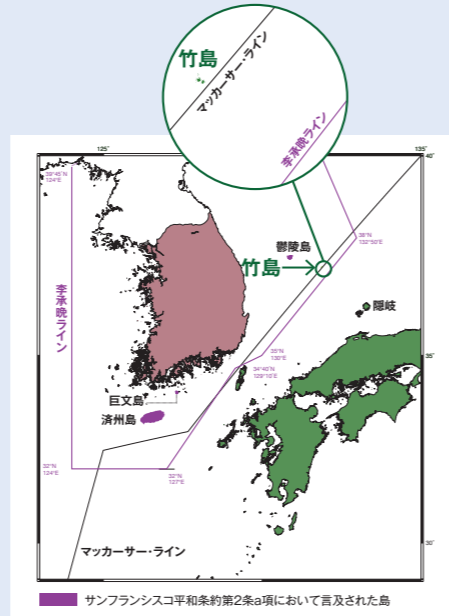 竹島
マッカーサー・ライン
李承晩ライン
125°
135°
40°
39°45'N
124°E
38°N
132°50'E
鬱陵島
竹島
隠岐
李承晩ライン
35°N
130°E
35°
34°40'N
129°10'E
巨文島
済州島
32°N
124°E
32°N
127°E
マッカーサー・ライン
30°
サンフランシスコ平和条約第2条a項において言及された島